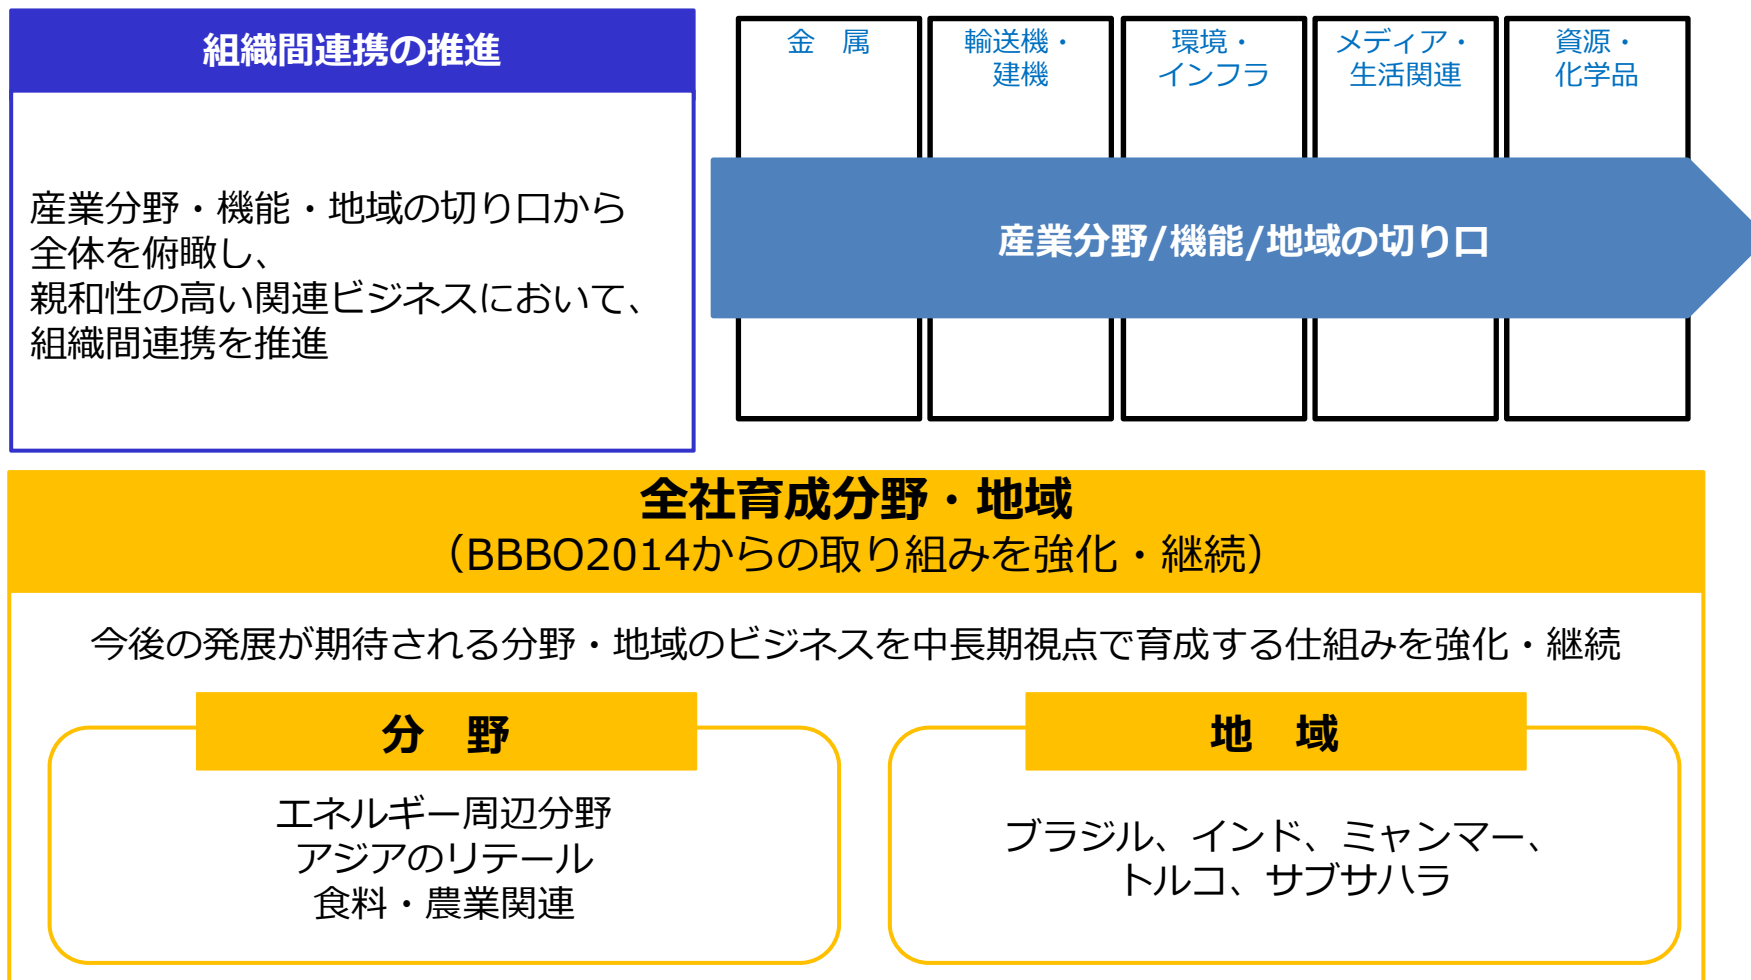 組織間連携の推進
産業分野・機能・地域の切り口から
全体を俯瞰し、
親和性の高い関連ビジネスにおいて、
組織間連携を推進
金　属
輸送機・
建機
環境・
インフラ
メディア・
生活関連
資源・
化学品
産業分野/機能/地域の切り口
全社育成分野・地域
（BBBO2014からの取り組みを強化・継続）
今後の発展が期待される分野・地域のビジネスを中長期視点で育成する仕組みを強化・継続
分　野
エネルギー周辺分野
アジアのリテール
食料・農業関連
地　域
ブラジル、インド、ミャンマー、
トルコ、サブサハラ